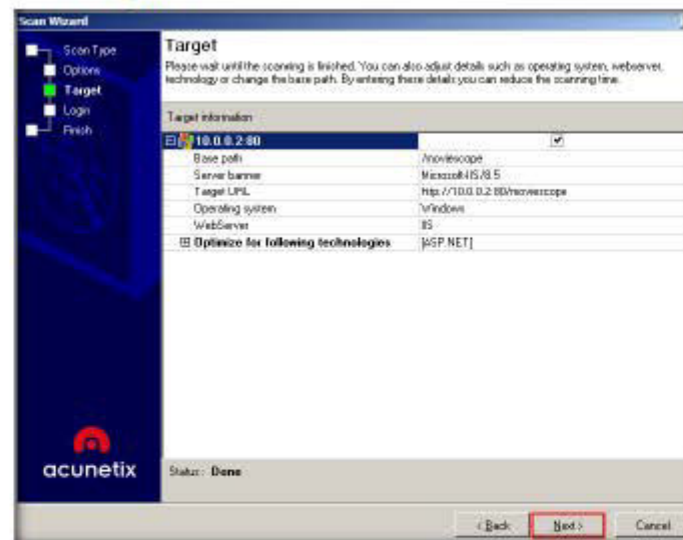 Scan Wizard
Scan Type
Options
Target
Login
Finish
Target
Please wait until the scanning is finished. You can also adjust details such as operating system, webserver,
technology or change the base path. By entering these details you can reduce the scanning time.
Target information
10.0.0.2:80
Base path /moviescope
Server banner Microsoft-IIS/8.5
Target URL http://10.0.0.2:80/moviescope
Operating system Windows
WebServer IIS
Optimize for following technologies [ASP.NET]
acunetix
Status: Done
< Back Next > Cancel